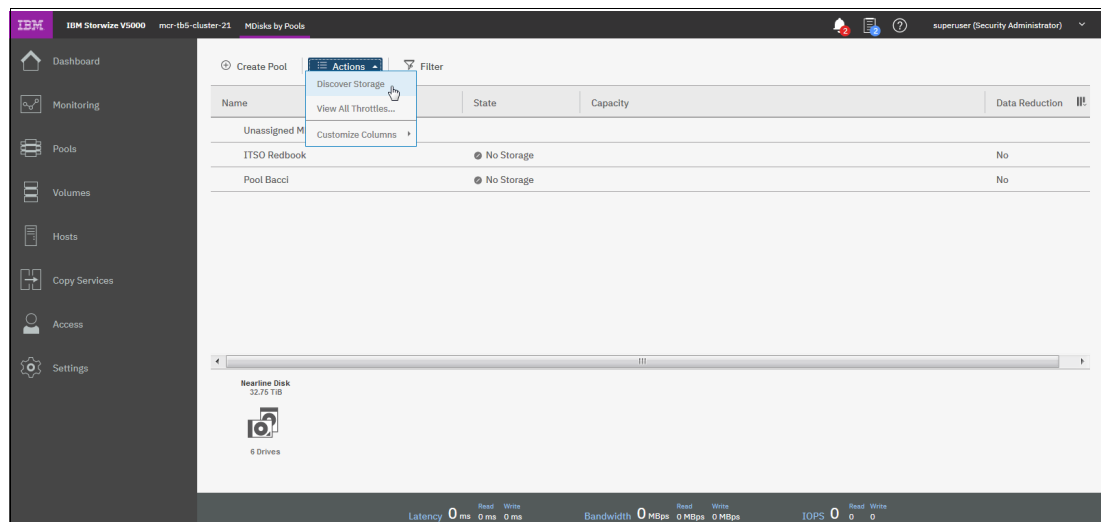 IBM IBM Storwize V5000 mcr-tb5-cluster-21 MDisks by Pools 2 2 ? superuser (Security Administrator)
Dashboard
Monitoring
Pools
Volumes
Hosts
Copy Services
Access
Settings
Create Pool Actions Filter
Discover Storage
View All Throttles...
Customize Columns
Name State Capacity Data Reduction
Unassigned M
ITSO Redbook No Storage No
Pool Bacci No Storage No
Nearline Disk
32.75 TiB
6 Drives
Read Write Read Write Read Write
Latency 0 ms 0 ms 0 ms Bandwidth 0 MBps 0 MBps 0 MBps IOPS 0 0 0